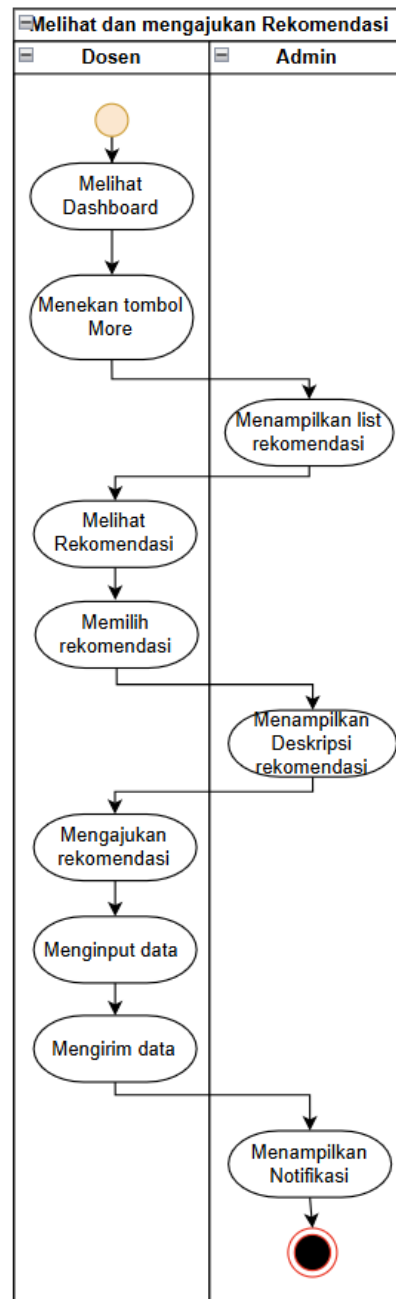 Melihat dan mengajukan Rekomendasi
Dosen
Admin
Melihat
Dashboard
Menekan tombol
More
Menampilkan list
rekomendasi
Melihat
Rekomendasi
Memilih
rekomendasi
Menampilkan
Deskripsi
rekomendasi
Mengajukan
rekomendasi
Menginput data
Mengirim data
Menampilkan
Notifikasi